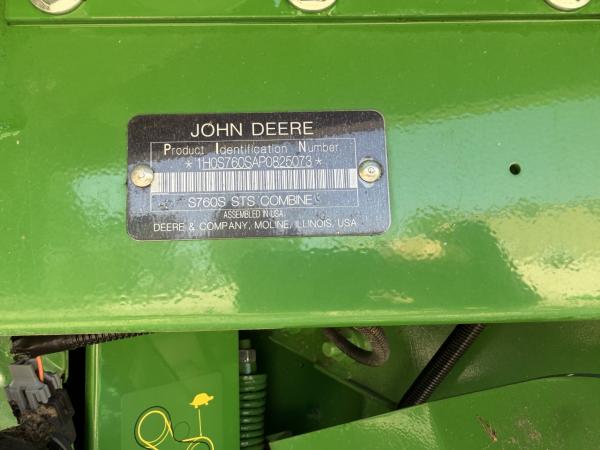 JOHN DEERE
Product Identification Number
*1H0S760SAP0825073*
S760S STS COMBINE
ASSEMBLED IN USA
DEERE & COMPANY, MOLINE, ILLINOIS, USA